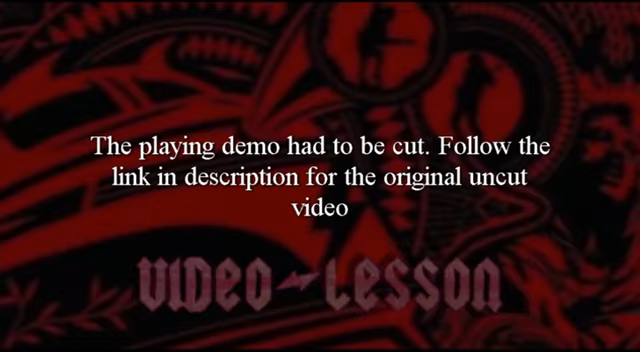 The playing demo had to be cut. Follow the
link in description for the original uncut
video
VIDEO LESSON